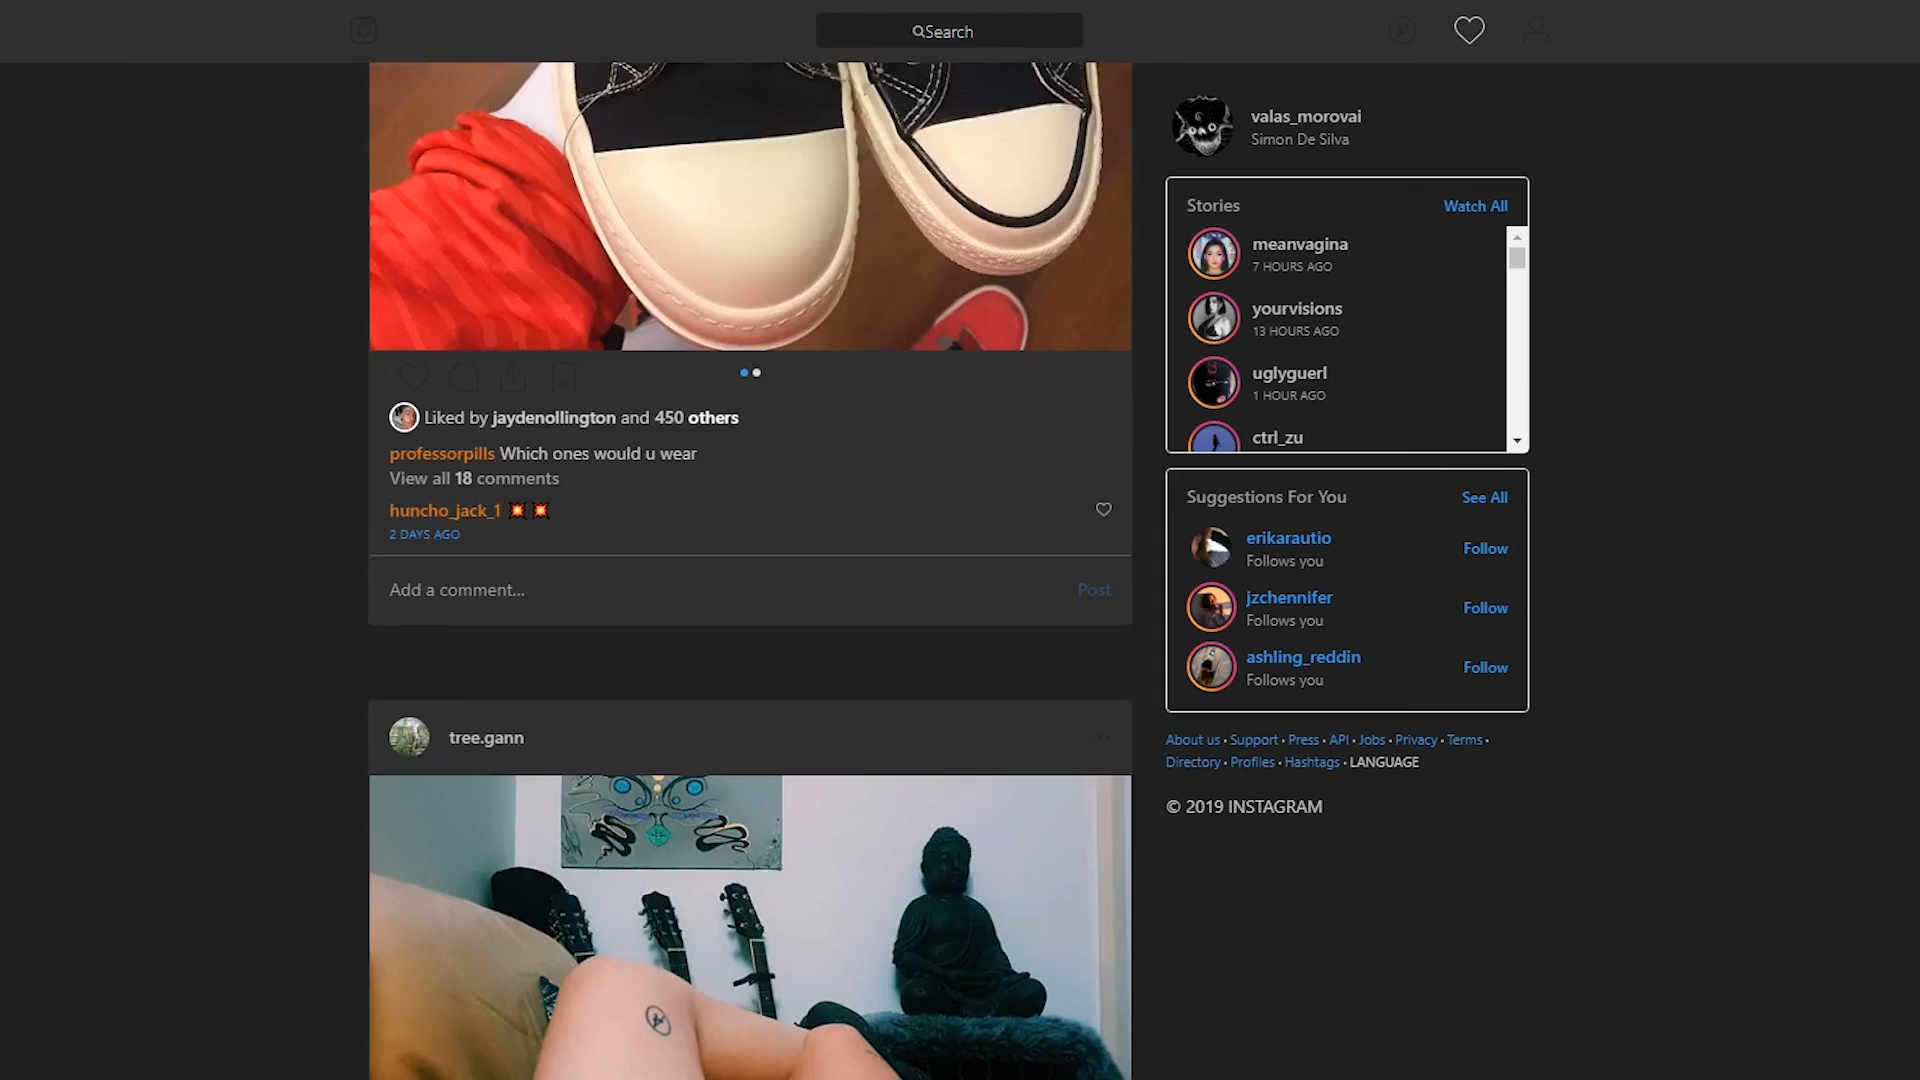 Search
valas_morovai
Simon De Silva
Stories
Watch All
meanvagina
7 HOURS AGO
yourvisions
13 HOURS AGO
uglyguerl
1 HOUR AGO
ctrl_zu
Liked by jaydenollington and 450 others
professorpills Which ones would u wear
View all 18 comments
huncho_jack_1 💥 💥
2 DAYS AGO
Add a comment...
Post
Suggestions For You
See All
erikarautio
Follows you
Follow
jzchennifer
Follows you
Follow
ashling_reddin
Follows you
Follow
tree.gann
About us · Support · Press · API · Jobs · Privacy · Terms ·
Directory · Profiles · Hashtags · LANGUAGE
© 2019 INSTAGRAM